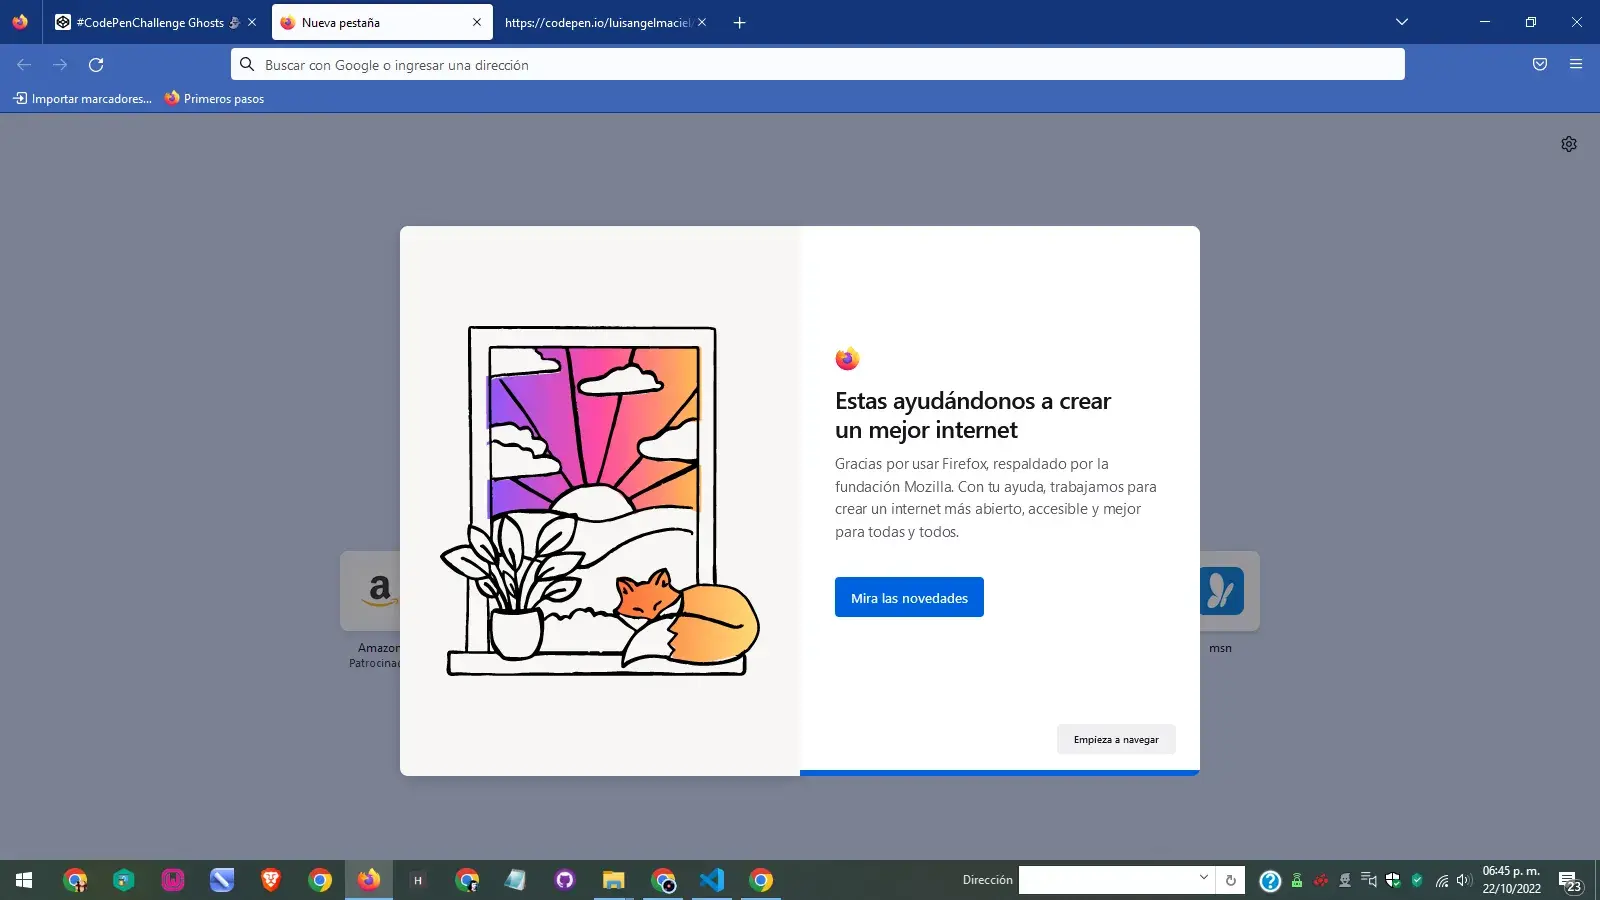 #CodePenChallenge Ghosts
Nueva pestaña
https://codepen.io/luisangelmaciel/
Buscar con Google o ingresar una dirección
Importar marcadores...
Primeros pasos
Estas ayudándonos a crear
un mejor internet
Gracias por usar Firefox, respaldado por la
fundación Mozilla. Con tu ayuda, trabajamos para
crear un internet más abierto, accesible y mejor
para todas y todos.
a
Amazon
Patrocinad
msn
Mira las novedades
Empieza a navegar
H
Dirección
06:45 p. m.
22/10/2022
23